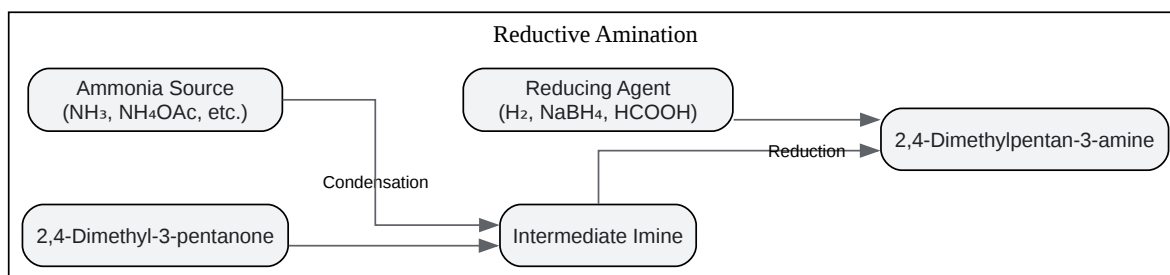 Reductive Amination
Ammonia Source
(NH₃, NH₄OAc, etc.)
Reducing Agent
(H₂, NaBH₄, HCOOH)
2,4-Dimethylpentan-3-amine
Reduction
Condensation
2,4-Dimethyl-3-pentanone
Intermediate Imine